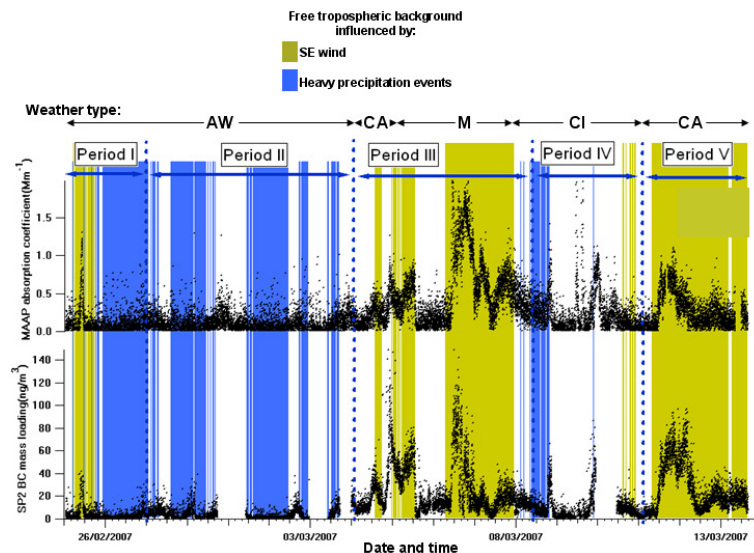 Free tropospheric background
influenced by:
SE wind
Heavy precipitation events
Weather type:
AW CA M CI CA
Period I Period II Period III Period IV Period V
MAAP absorption coefficient(Mm⁻¹)
1.5
1.0
0.5
0.0
SP2 BC mass loading(ng/m³)
140
120
100
80
60
40
20
0
26/02/2007 03/03/2007 08/03/2007 13/03/2007
Date and time